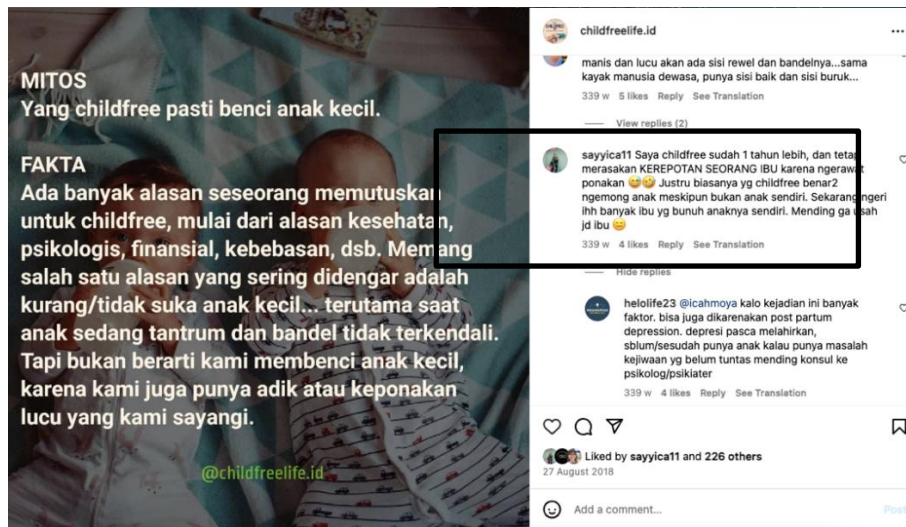 MITOS
Yang childfree pasti benci anak kecil.
FAKTA
Ada banyak alasan seseorang memutuskan
untuk childfree, mulai dari alasan kesehatan,
psikologis, finansial, kebebasan, dsb. Memang
salah satu alasan yang sering didengar adalah
kurang/tidak suka anak kecil... terutama saat
anak sedang tantrum dan bandel tidak terkendali.
Tapi bukan berarti kami membenci anak kecil,
karena kami juga punya adik atau keponakan
lucu yang kami sayangi.
@childfreelife.id
childfreelife.id
manis dan lucu akan ada sisi rewel dan bandelnya...sama
kayak manusia dewasa, punya sisi baik dan sisi buruk...
339 w 5 likes Reply See Translation
View replies (2)
sayyica11 Saya childfree sudah 1 tahun lebih, dan tetap
merasakan KEREPOTAN SEORANG IBU karena ngerawat
ponakan 😅🤣 Justru biasanya yg childfree benar2
ngemong anak meskipun bukan anak sendiri. Sekarang ngeri
ihh banyak ibu yg bunuh anaknya sendiri. Mending ga usah
jd ibu 😑
339 w 4 likes Reply See Translation
Hide replies
helolife23 @icahmoya kalo kejadian ini banyak
faktor. bisa juga dikarenakan post partum
depression. depresi pasca melahirkan,
sblum/sesudah punya anak kalau punya masalah
kejiwaan yg belum tuntas mending konsul ke
psikolog/psikiater
339 w 4 likes Reply See Translation
Liked by sayyica11 and 226 others
27 August 2018
Add a comment...
Post